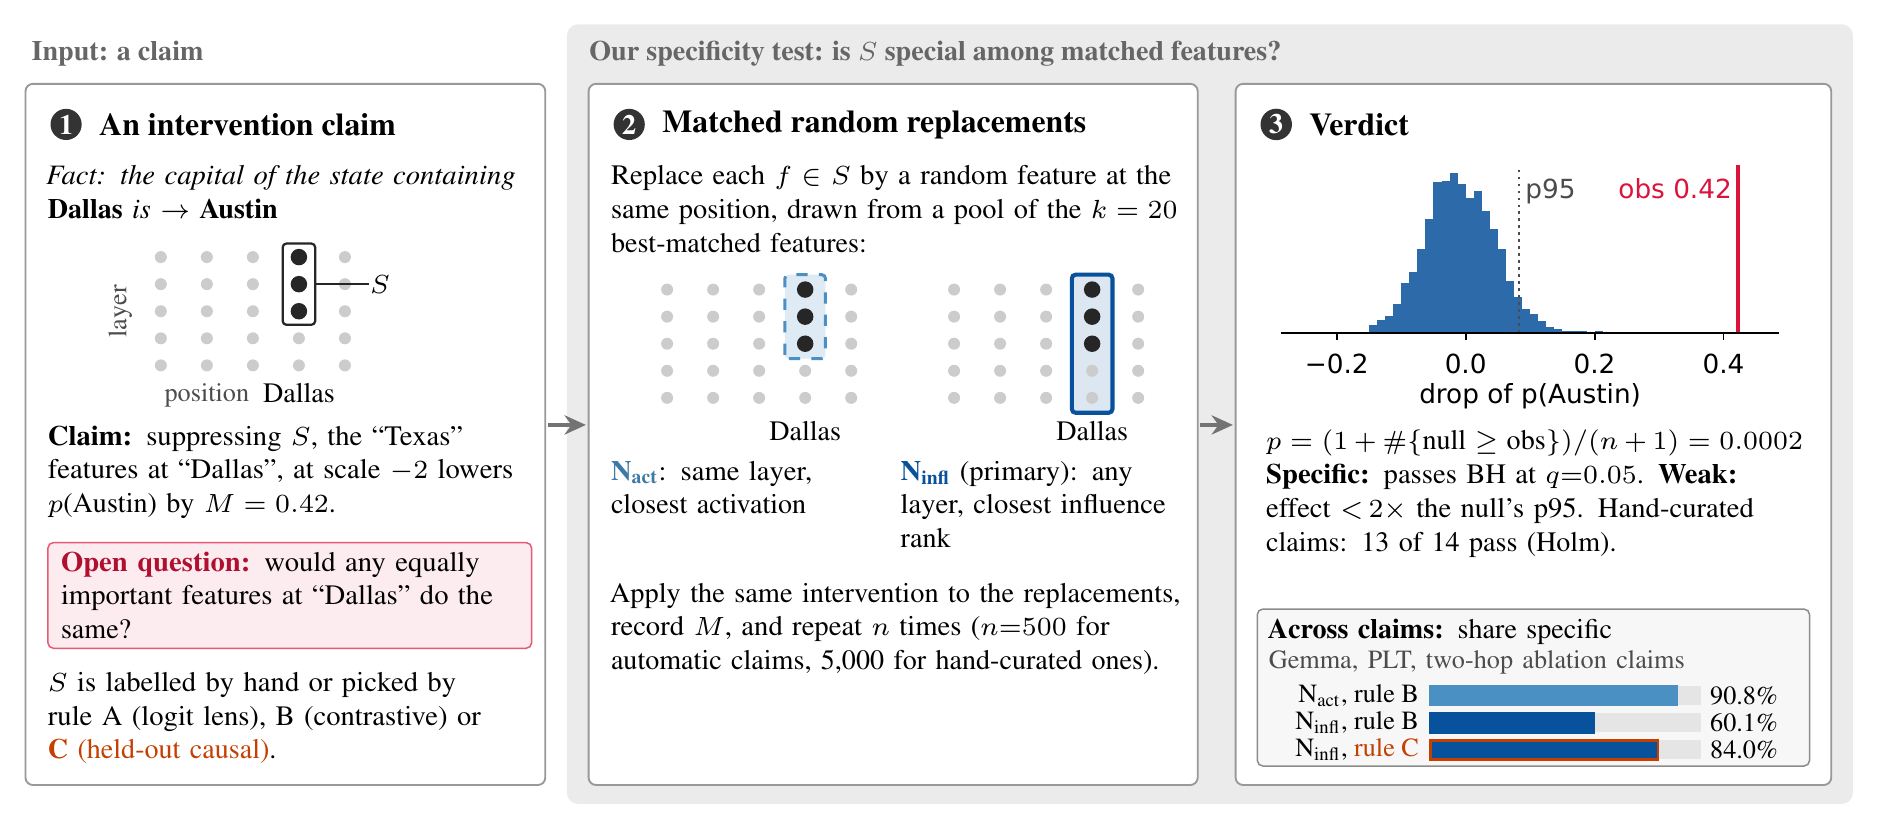 Input: a claim
Our specificity test: is S special among matched features?
1 An intervention claim
Fact: the capital of the state containing
Dallas is → Austin
layer
S
position Dallas
Claim: suppressing S, the “Texas”
features at “Dallas”, at scale −2 lowers
p(Austin) by M = 0.42.
Open question: would any equally
important features at “Dallas” do the
same?
S is labelled by hand or picked by
rule A (logit lens), B (contrastive) or
C (held-out causal).
2 Matched random replacements
Replace each f ∈ S by a random feature at the
same position, drawn from a pool of the k = 20
best-matched features:
Dallas
Dallas
N_act: same layer,
closest activation
N_infl (primary): any
layer, closest influence
rank
Apply the same intervention to the replacements,
record M, and repeat n times (n=500 for
automatic claims, 5,000 for hand-curated ones).
3 Verdict
p95
obs 0.42
−0.2 0.0 0.2 0.4
drop of p(Austin)
p = (1 + #{null ≥ obs})/(n + 1) = 0.0002
Specific: passes BH at q=0.05. Weak:
effect < 2× the null’s p95. Hand-curated
claims: 13 of 14 pass (Holm).
Across claims: share specific
Gemma, PLT, two-hop ablation claims
N_act, rule B 90.8%
N_infl, rule B 60.1%
N_infl, rule C 84.0%